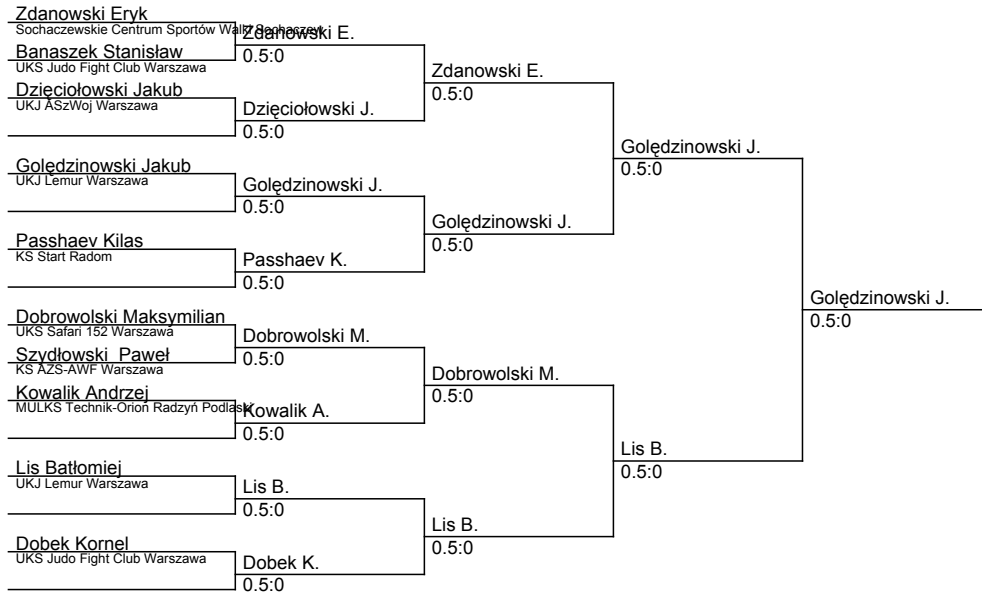 Zdanowski Eryk
Sochaczewskie Centrum Sportów Walki Sochaczew
Zdanowski E.
0.5:0
Banaszek Stanisław
UKS Judo Fight Club Warszawa
Zdanowski E.
0.5:0
Dzięciołowski Jakub
UKJ ASzWoj Warszawa
Dzięciołowski J.
0.5:0
Golędzinowski J.
0.5:0
Golędzinowski Jakub
UKJ Lemur Warszawa
Golędzinowski J.
0.5:0
Golędzinowski J.
0.5:0
Passhaev Kilas
KS Start Radom
Passhaev K.
0.5:0
Golędzinowski J.
0.5:0
Dobrowolski Maksymilian
UKS Safari 152 Warszawa
Dobrowolski M.
0.5:0
Szydłowski  Paweł
KS AZS-AWF Warszawa
Dobrowolski M.
0.5:0
Kowalik Andrzej
MULKS Technik-Orion Radzyń Podlaski
Kowalik A.
0.5:0
Lis B.
0.5:0
Lis Batłomiej
UKJ Lemur Warszawa
Lis B.
0.5:0
Lis B.
0.5:0
Dobek Kornel
UKS Judo Fight Club Warszawa
Dobek K.
0.5:0